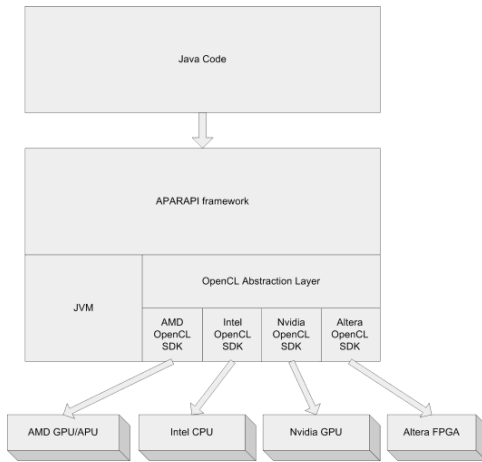 Java Code
APARAPI framework
JVM
OpenCL Abstraction Layer
AMD
OpenCL
SDK
Intel
OpenCL
SDK
Nvidia
OpenCL
SDK
Altera
OpenCL
SDK
AMD GPU/APU
Intel CPU
Nvidia GPU
Altera FPGA